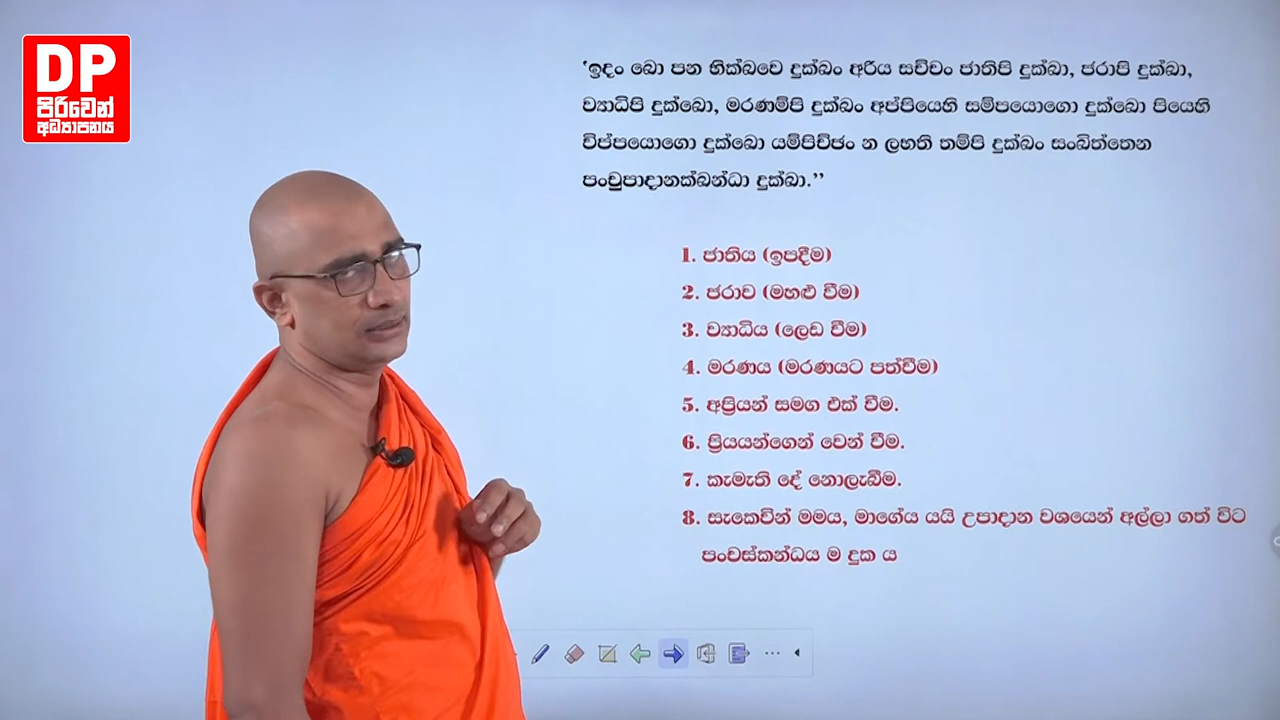 DP
පිරිවෙන්
අධ්‍යාපනය
‘ඉදං ඛො පන භික්ඛවෙ දුක්ඛං අරිය සච්චං ජාතිපි දුක්ඛා, ජරාපි දුක්ඛා,
ව්‍යාධිපි දුක්ඛො, මරණම්පි දුක්ඛං අප්පියෙහි සම්පයොගො දුක්ඛො පියෙහි
විප්පයොගො දුක්ඛො යම්පිච්ඡං න ලභති තම්පි දුක්ඛං සංඛිත්තෙන
පංචුපාදානක්ඛන්ධා දුක්ඛා.’’
1. ජාතිය (ඉපදීම)
2. ජරාව (මහළු වීම)
3. ව්‍යාධිය (ලෙඩ වීම)
4. මරණය (මරණයට පත්වීම)
5. අප්‍රියන් සමග එක් වීම.
6. ප්‍රියයන්ගෙන් වෙන් වීම.
7. කැමැති දේ නොලැබීම.
8. සැකෙවින් මමය, මාගේය යයි උපාදාන වශයෙන් අල්ලා ගත් විට
පංචස්කන්ධය ම දුක ය